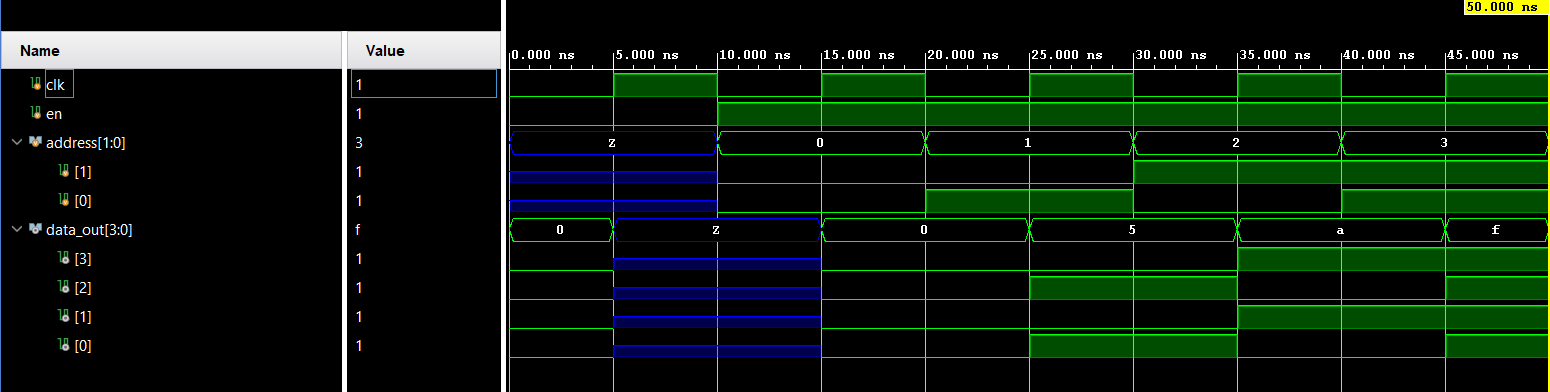 50.000 ns
Name Value
0.000 ns 5.000 ns 10.000 ns 15.000 ns 20.000 ns 25.000 ns 30.000 ns 35.000 ns 40.000 ns 45.000 ns
clk 1
en 1
address[1:0] 3 Z 0 1 2 3
[1] 1
[0] 1
data_out[3:0] f 0 Z 0 5 a f
[3] 1
[2] 1
[1] 1
[0] 1